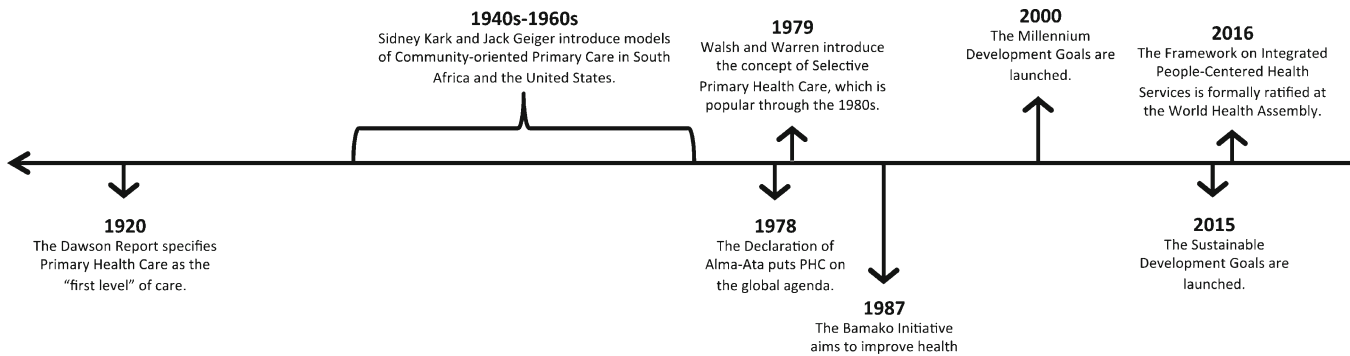 1940s-1960s
Sidney Kark and Jack Geiger introduce models
of Community-oriented Primary Care in South
Africa and the United States.
1979
Walsh and Warren introduce
the concept of Selective
Primary Health Care, which is
popular through the 1980s.
2000
The Millennium
Development Goals are
launched.
2016
The Framework on Integrated
People-Centered Health
Services is formally ratified at
the World Health Assembly.
1920
The Dawson Report specifies
Primary Health Care as the
“first level” of care.
1978
The Declaration of
Alma-Ata puts PHC on
the global agenda.
1987
The Bamako Initiative
aims to improve health
2015
The Sustainable
Development Goals are
launched.